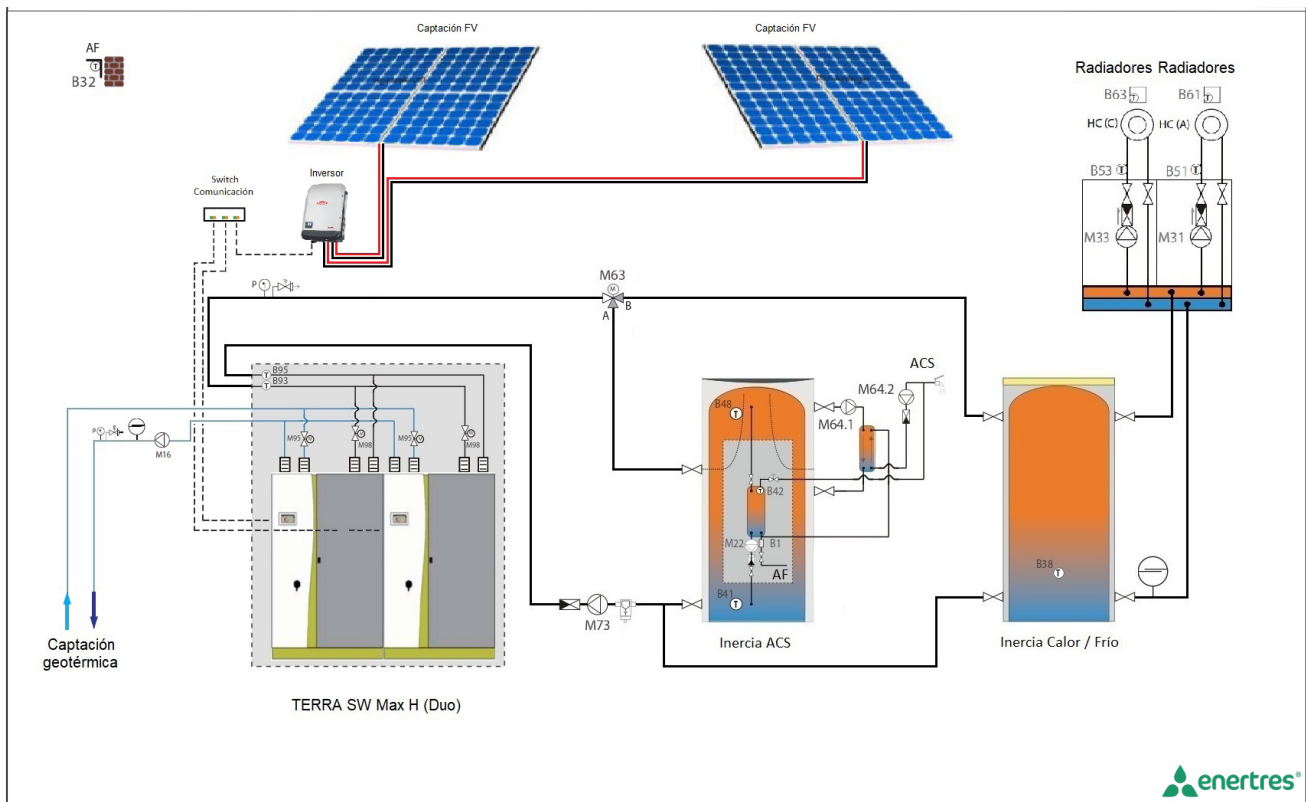 Captación FV
Captación FV
AF
T
B32
Radiadores
Radiadores
B63
T
B61
T
HC (C)
HC (A)
B53
T
B51
T
M33
M31
Switch
Comunicación
Inversor
P
M63
M
B
A
T
B95
T
B93
ACS
M64.2
M64.1
B48
T
P
M16
M95
M
M98
M
M95
M
M98
M
T
B42
M22
B1
AF
B41
T
B38
T
M73
Inercia ACS
Inercia Calor / Frío
Captación
geotérmica
TERRA SW Max H (Duo)
enertres®